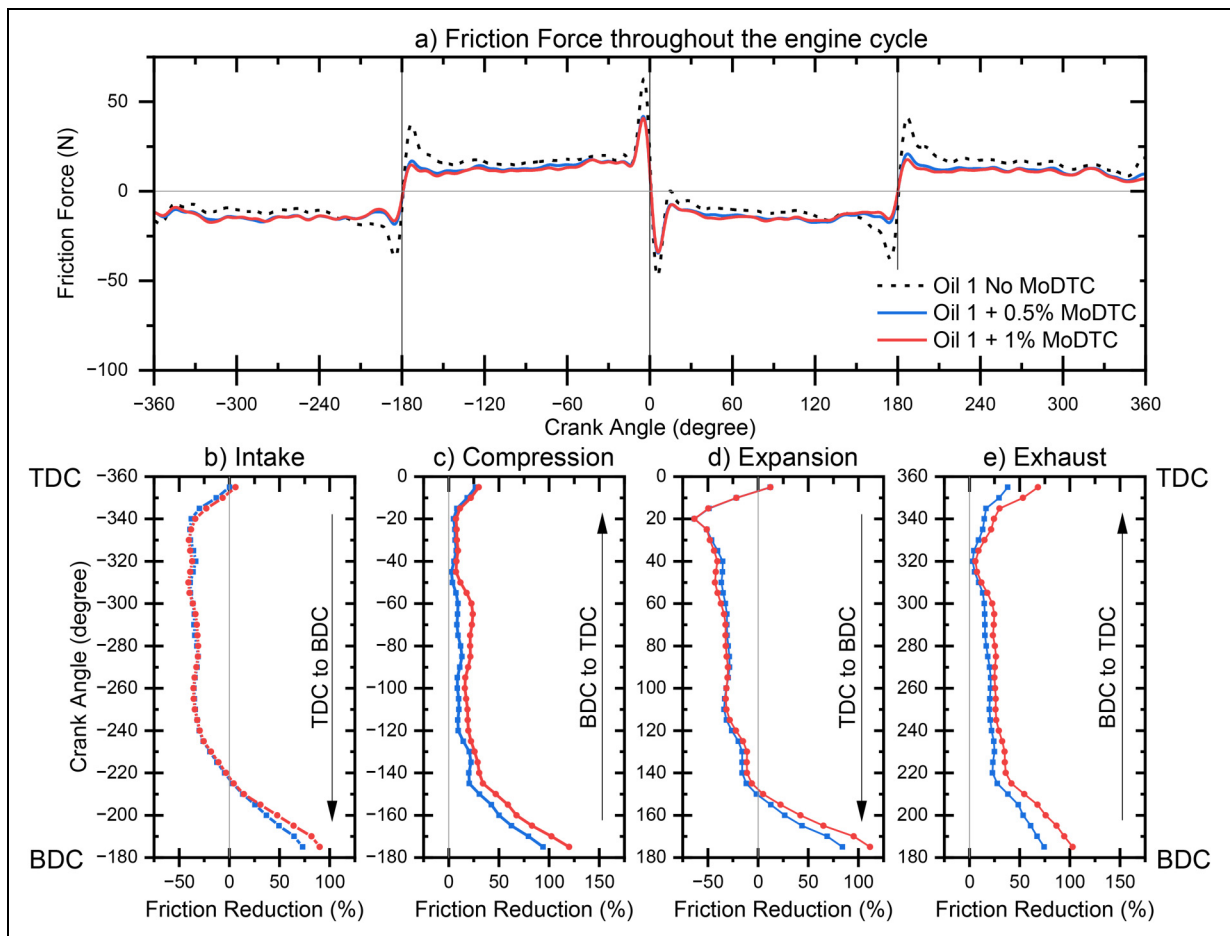 a) Friction Force throughout the engine cycle
Friction Force (N)
50
0
−50
−100
Oil 1 No MoDTC
Oil 1 + 0.5% MoDTC
Oil 1 + 1% MoDTC
−360 −300 −240 −180 −120 −60 0 60 120 180 240 300 360
Crank Angle (degree)
b) Intake
TDC
BDC
Crank Angle (degree)
−360
−340
−320
−300
−280
−260
−240
−220
−200
−180
TDC to BDC
−50 0 50 100
Friction Reduction (%)
c) Compression
0
−20
−40
−60
−80
−100
−120
−140
−160
−180
BDC to TDC
0 50 100 150
Friction Reduction (%)
d) Expansion
0
20
40
60
80
100
120
140
160
180
TDC to BDC
−50 0 50 100
Friction Reduction (%)
e) Exhaust
360
340
320
300
280
260
240
220
200
180
BDC to TDC
0 50 100 150
Friction Reduction (%)
TDC
BDC